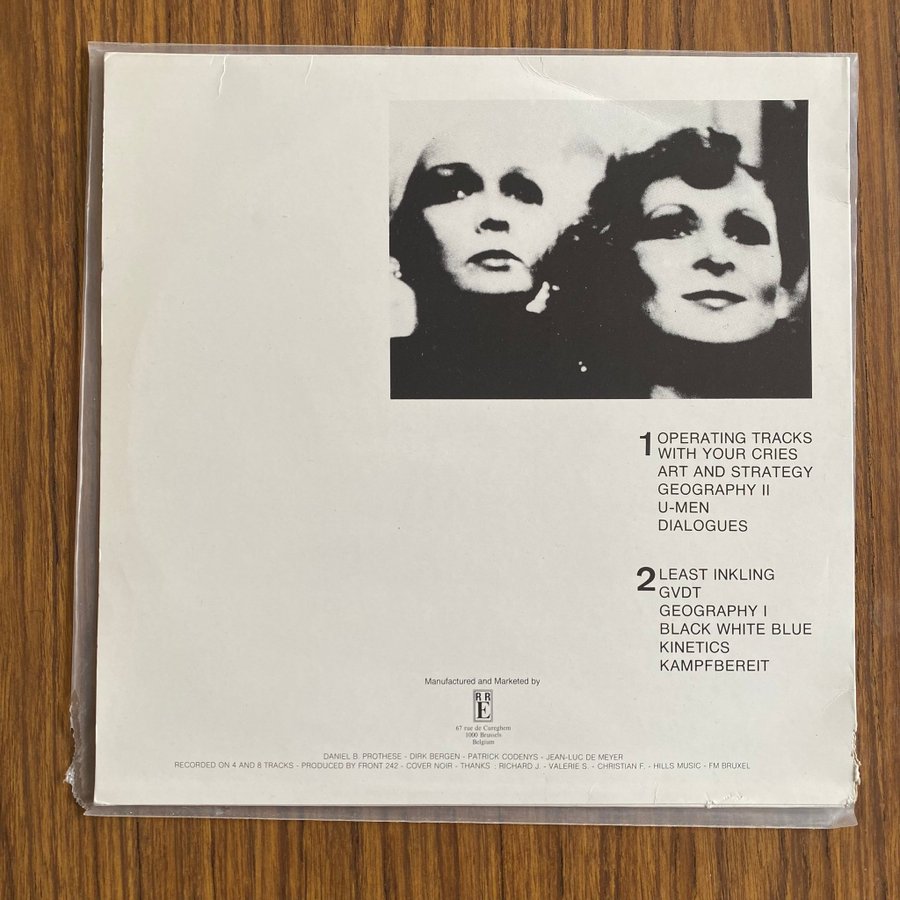 1 OPERATING TRACKS
WITH YOUR CRIES
ART AND STRATEGY
GEOGRAPHY II
U-MEN
DIALOGUES
2 LEAST INKLING
GVDT
GEOGRAPHY I
BLACK WHITE BLUE
KINETICS
KAMPFBEREIT
Manufactured and Marketed by
R R
E
67 rue de Cureghem
1000 Brussels
Belgium
DANIEL B. PROTHESE - DIRK BERGEN - PATRICK CODENYS - JEAN-LUC DE MEYER
RECORDED ON 4 AND 8 TRACKS - PRODUCED BY FRONT 242 - COVER NOIR - THANKS : RICHARD J. - VALERIE S. - CHRISTIAN F. - HILLS MUSIC - FM BRUXEL